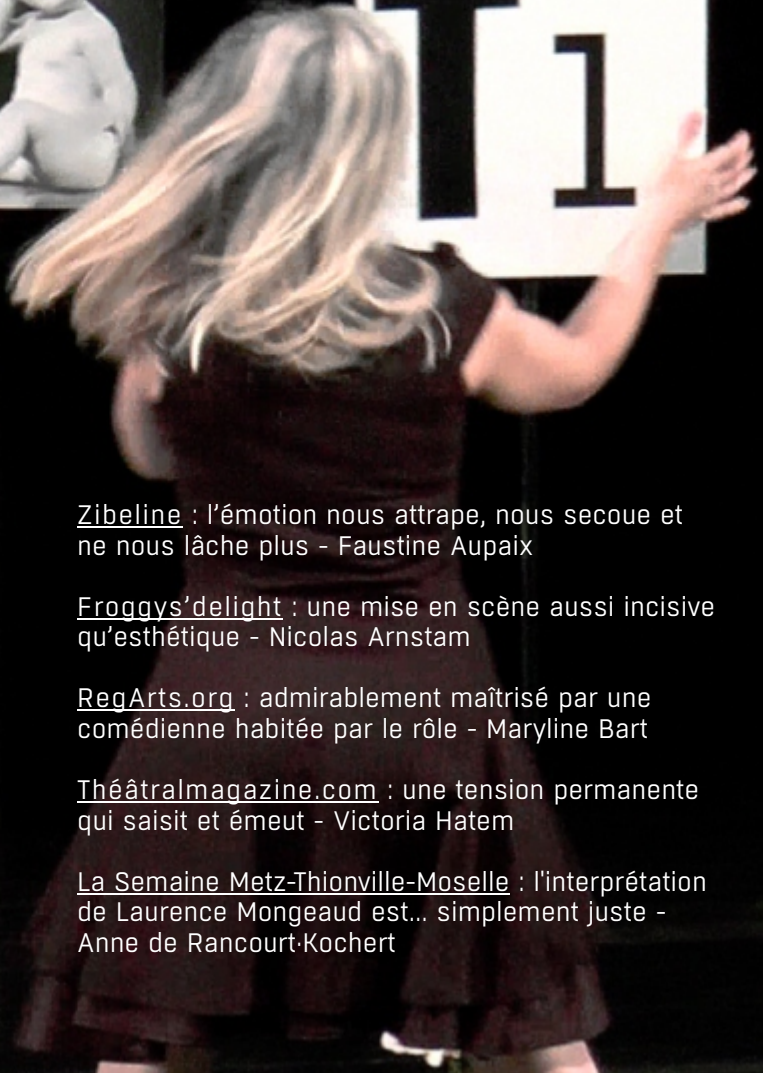 T1
Zibeline : l’émotion nous attrape, nous secoue et
ne nous lâche plus - Faustine Aupaix
Froggys’delight : une mise en scène aussi incisive
qu’esthétique - Nicolas Arnstam
RegArts.org : admirablement maîtrisé par une
comédienne habitée par le rôle - Maryline Bart
Théâtralmagazine.com : une tension permanente
qui saisit et émeut - Victoria Hatem
La Semaine Metz-Thionville-Moselle : l'interprétation
de Laurence Mongeaud est... simplement juste -
Anne de Rancourt·Kochert